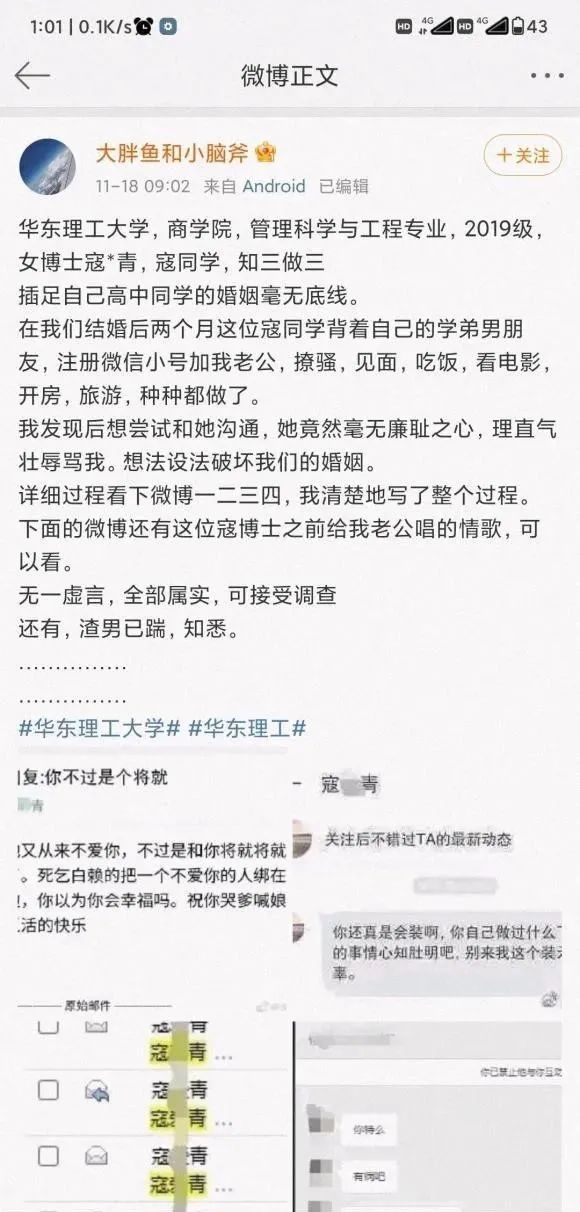 1:01 | 0.1K/s
HD 4G HD 4G 43
微博正文
大胖鱼和小脑斧
+关注
11-18 09:02 来自 Android 已编辑
华东理工大学，商学院，管理科学与工程专业，2019级，
女博士寇*青，寇同学，知三做三
插足自己高中同学的婚姻毫无底线。
在我们结婚后两个月这位寇同学背着自己的学弟男朋
友，注册微信小号加我老公，撩骚，见面，吃饭，看电影，
开房，旅游，种种都做了。
我发现后想尝试和她沟通，她竟然毫无廉耻之心，理直气
壮辱骂我。想法设法破坏我们的婚姻。
详细过程看下微博一二三四，我清楚地写了整个过程。
下面的微博还有这位寇博士之前给我老公唱的情歌，可
以看。
无一虚言，全部属实，可接受调查
还有，渣男已踹，知悉。
……………
……………
#华东理工大学# #华东理工#
复:你不过是个将就
青
又从来不爱你，不过是和你将就将就
。死乞白赖的把一个不爱你的人绑在
，你以为你会幸福吗。祝你哭爹喊娘
活的快乐
原始邮件
寇 青
关注后不错过TA的最新动态
你还真是会装啊，你自己做过什么
的事情心知肚明吧，别来我这个装
辜。
寇 青 ...
寇 青
寇 青 ...
寇 青
寇 青 ...
你已禁止他与你互动
你特么
有病吧